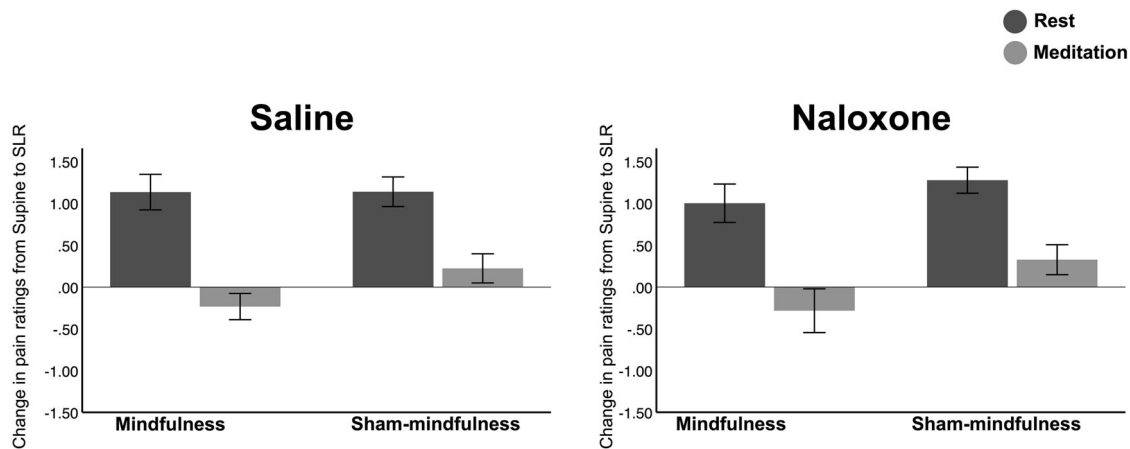 Rest
Meditation
Saline
Change in pain ratings from Supine to SLR
1.50
1.00
.50
.00
-.50
-1.00
-1.50
Mindfulness
Sham-mindfulness
Naloxone
Change in pain ratings from Supine to SLR
1.50
1.00
.50
.00
-.50
-1.00
-1.50
Mindfulness
Sham-mindfulness